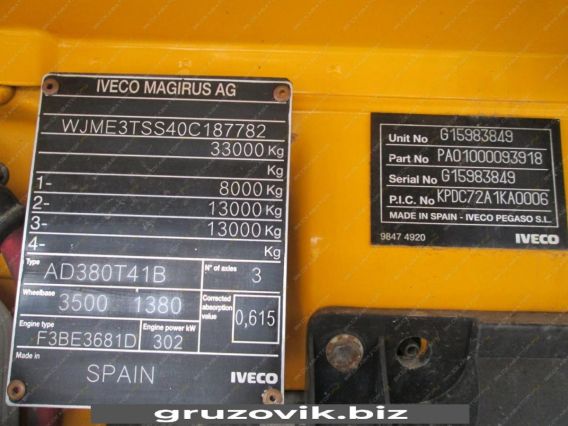 IVECO MAGIRUS AG
WJME3TSS40C187782
33000 Kg
Kg
1- 8000 Kg
2- 13000 Kg
3- 13000 Kg
4- Kg
Type AD380T41B N° of axles 3
Wheelbase 3500 1380 Corrected absorption value 0,615
Engine type F3BE3681D Engine power kW 302
Made in SPAIN IVECO
Unit No G15983849
Part No PA01000093918
Serial No G15983849
P.I.C. No KPDC72A1KA0006
MADE IN SPAIN - IVECO PEGASO S.L.
9847 4920 IVECO
gruzovik.biz